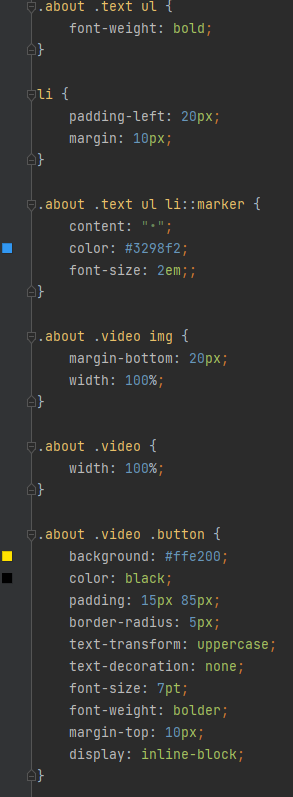 .about .text ul {
    font-weight: bold;
}

li {
    padding-left: 20px;
    margin: 10px;
}

.about .text ul li::marker {
    content: "•";
    color: #3298f2;
    font-size: 2em;;
}

.about .video img {
    margin-bottom: 20px;
    width: 100%;
}

.about .video {
    width: 100%;
}

.about .video .button {
    background: #ffe200;
    color: black;
    padding: 15px 85px;
    border-radius: 5px;
    text-transform: uppercase;
    text-decoration: none;
    font-size: 7pt;
    font-weight: bolder;
    margin-top: 10px;
    display: inline-block;
}